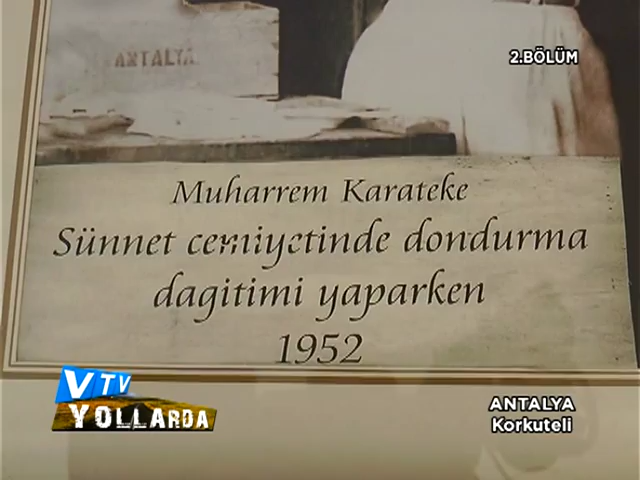 ANTALYA
2.BÖLÜM
Muharrem Karateke
Sünnet cemiyetinde dondurma
dagitimi yaparken
1952
VTV
YOLLARDA
ANTALYA
Korkuteli